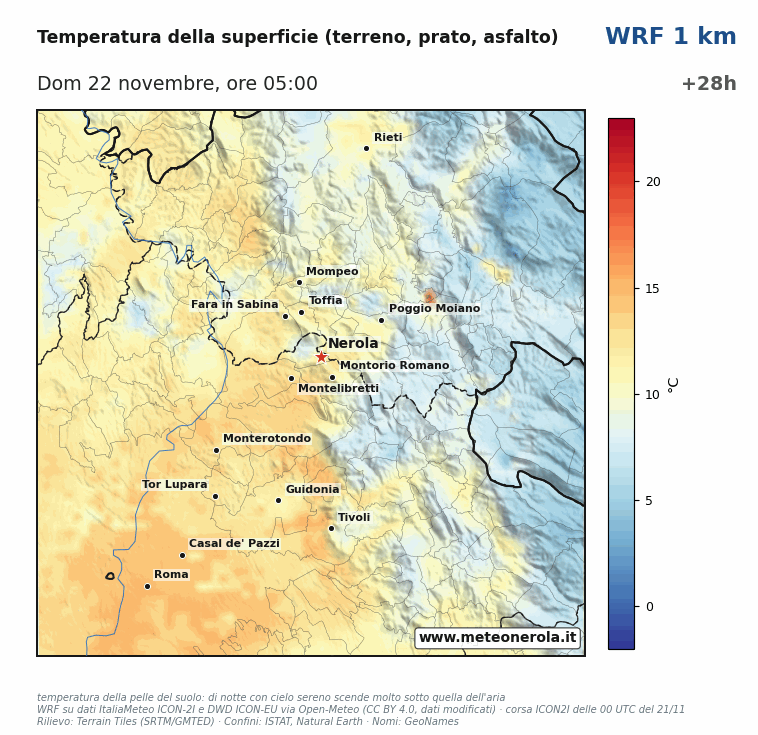 Temperatura della superficie (terreno, prato, asfalto)
WRF 1 km
Dom 22 novembre, ore 05:00
+28h
Rieti
Mompeo
Fara in Sabina
Toffia
Poggio Moiano
Nerola
Montorio Romano
Montelibretti
Monterotondo
Tor Lupara
Guidonia
Tivoli
Casal de' Pazzi
Roma
www.meteonerola.it
20
15
10
5
0
°C
temperatura della pelle del suolo: di notte con cielo sereno scende molto sotto quella dell'aria
WRF su dati ItaliaMeteo ICON-2I e DWD ICON-EU via Open-Meteo (CC BY 4.0, dati modificati) · corsa ICON2I delle 00 UTC del 21/11
Rilievo: Terrain Tiles (SRTM/GMTED) · Confini: ISTAT, Natural Earth · Nomi: GeoNames